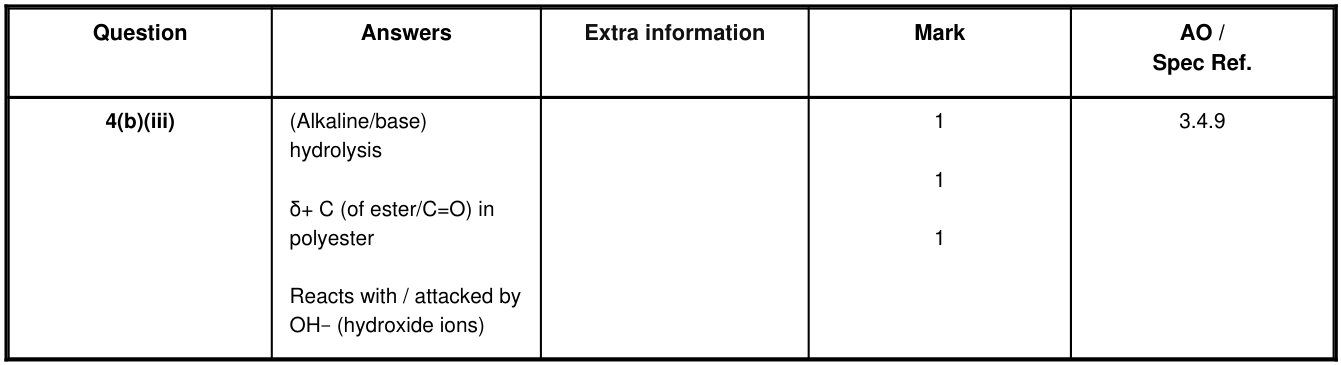 Question Answers Extra information Mark AO /
Spec Ref.
4(b)(iii) (Alkaline/base) 1 3.4.9
hydrolysis
1
δ+ C (of ester/C=O) in
polyester 1
Reacts with / attacked by
OH– (hydroxide ions)